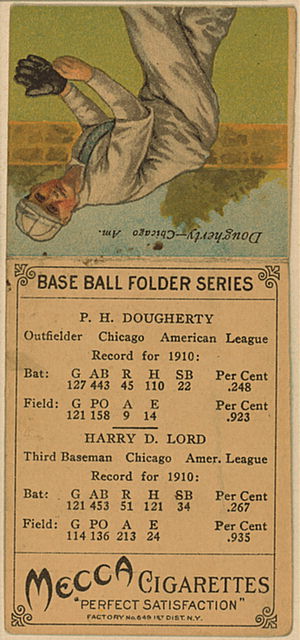 Dougherty—Chicago Am.
BASE BALL FOLDER SERIES
P. H. DOUGHERTY
Outfielder Chicago American League
Record for 1910:
Bat: G AB R H SB Per Cent
127 443 45 110 22 .248
Field: G PO A E Per Cent
121 158 9 14 .923
HARRY D. LORD
Third Baseman Chicago Amer. League
Record for 1910:
Bat: G AB R H SB Per Cent
121 453 51 121 34 .267
Field: G PO A E Per Cent
114 136 213 24 .935
MECCA CIGARETTES
"PERFECT SATISFACTION"
FACTORY No. 649 1ST DIST. N.Y.